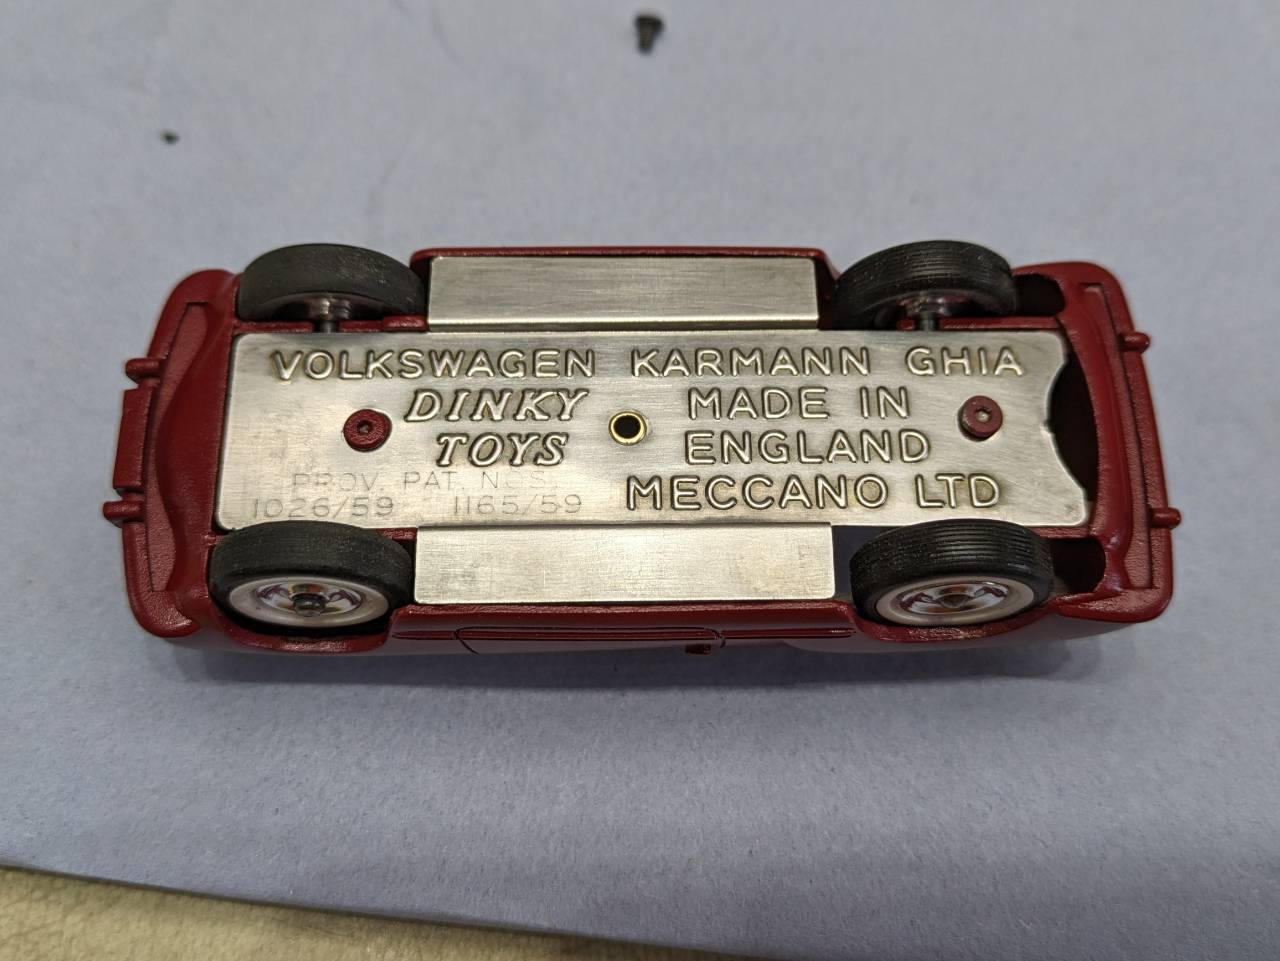 VOLKSWAGEN KARMANN GHIA
DINKY
TOYS
PROV. PAT. NOS.
1026/59 1165/59
MADE IN
ENGLAND
MECCANO LTD